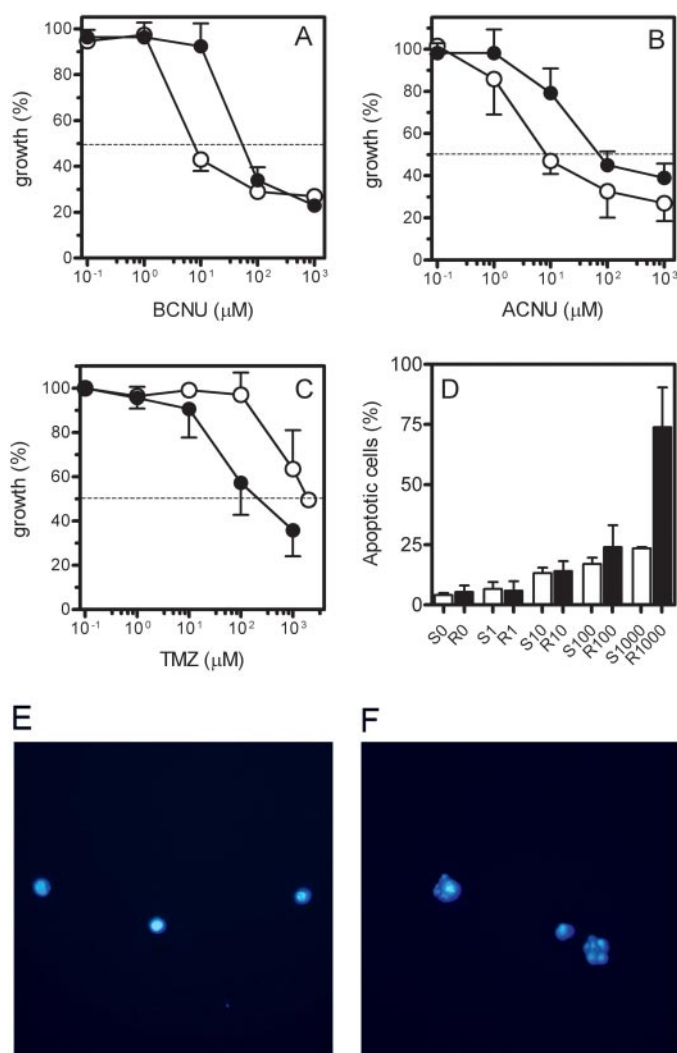 A
growth (%)
100
80
60
40
20
0
10⁻¹ 10⁰ 10¹ 10² 10³
BCNU (μM)
B
growth (%)
100
80
60
40
20
0
10⁻¹ 10⁰ 10¹ 10² 10³
ACNU (μM)
C
growth (%)
100
80
60
40
20
0
10⁻¹ 10⁰ 10¹ 10² 10³
TMZ (μM)
D
Apoptotic cells (%)
100
75
50
25
0
S0 R0 S1 R1 S10 R10 S100 R100 S1000 R1000
E
F